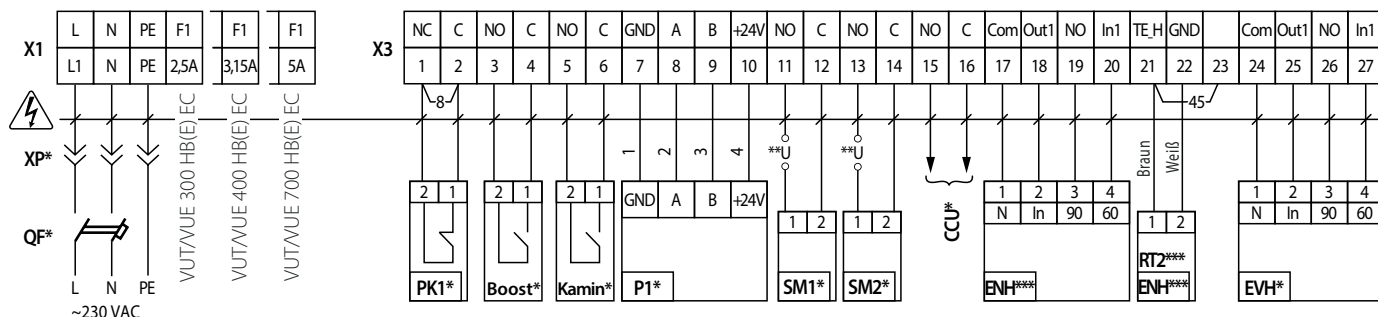 X1 L N PE F1 F1 F1
L1 N PE 2,5A 3,15A 5A
VUT/VUE 300 HB(E) EC
VUT/VUE 400 HB(E) EC
VUT/VUE 700 HB(E) EC
XP*
QF*
L N PE
~230 VAC
X3 NC C NO C NO C GND A B +24V NO C NO C NO C Com Out1 NO In1 TE_H GND Com Out1 NO In1
1 2 3 4 5 6 7 8 9 10 11 12 13 14 15 16 17 18 19 20 21 22 23 24 25 26 27
8 45
1 2 3 4
**U **U
Braun Weiß
2 1 2 1 2 1
GND A B +24V
1 2 1 2
CCU*
1 2 3 4
N In 90 60
1 2
1 2 3 4
N In 90 60
PK1* Boost* Kamin* P1* SM1* SM2* ENH***
RT2***
ENH***
EVH*